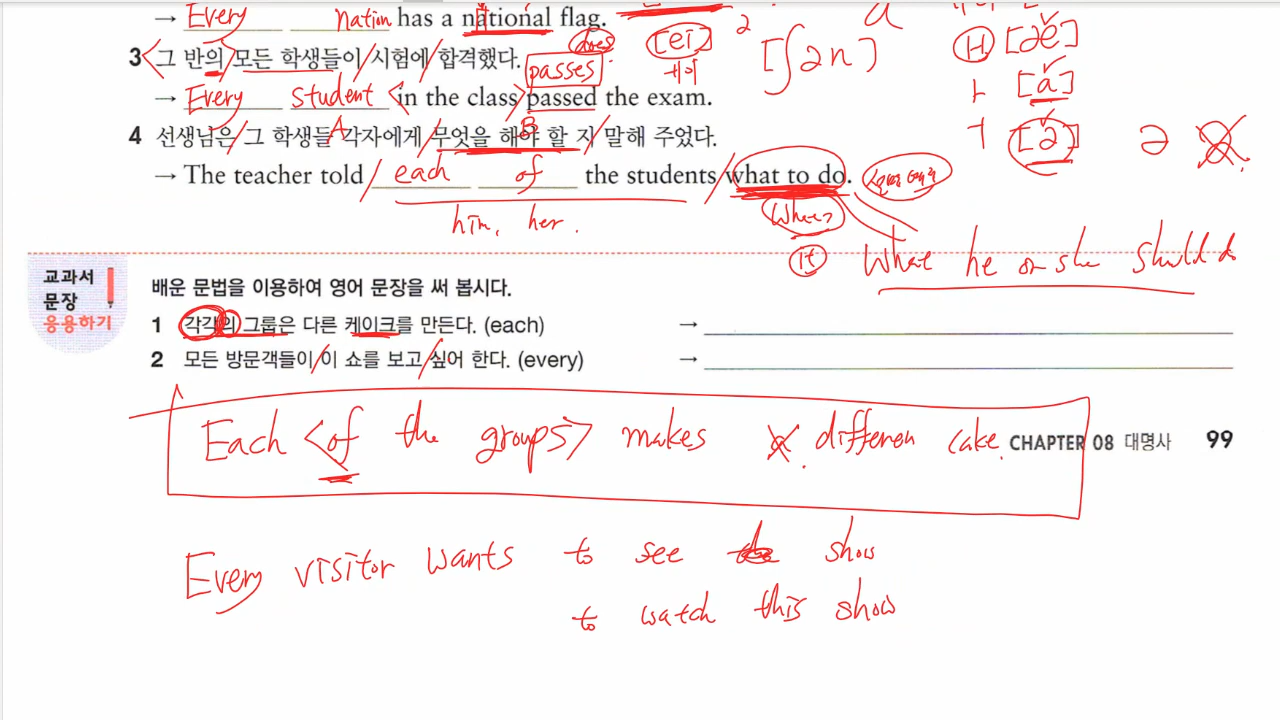 → Every nation has a national flag.
3 그 반의 모든 학생들이 시험에 합격했다.
→ Every student in the class passed the exam.
passes
[ei]
[ʃən]
4 선생님은 그 학생들 각자에게 무엇을 해야 할 지 말해 주었다.
→ The teacher told each of the students what to do.
him, her.
it
What he or she should do
교과서
문장
응용하기
배운 문법을 이용하여 영어 문장을 써 봅시다.
1 각각의 그룹은 다른 케이크를 만든다. (each) →
2 모든 방문객들이 이 쇼를 보고 싶어 한다. (every) →
Each <of the groups> makes a differen cake.
CHAPTER 08 대명사 99
Every visitor wants to see show
to watch this show